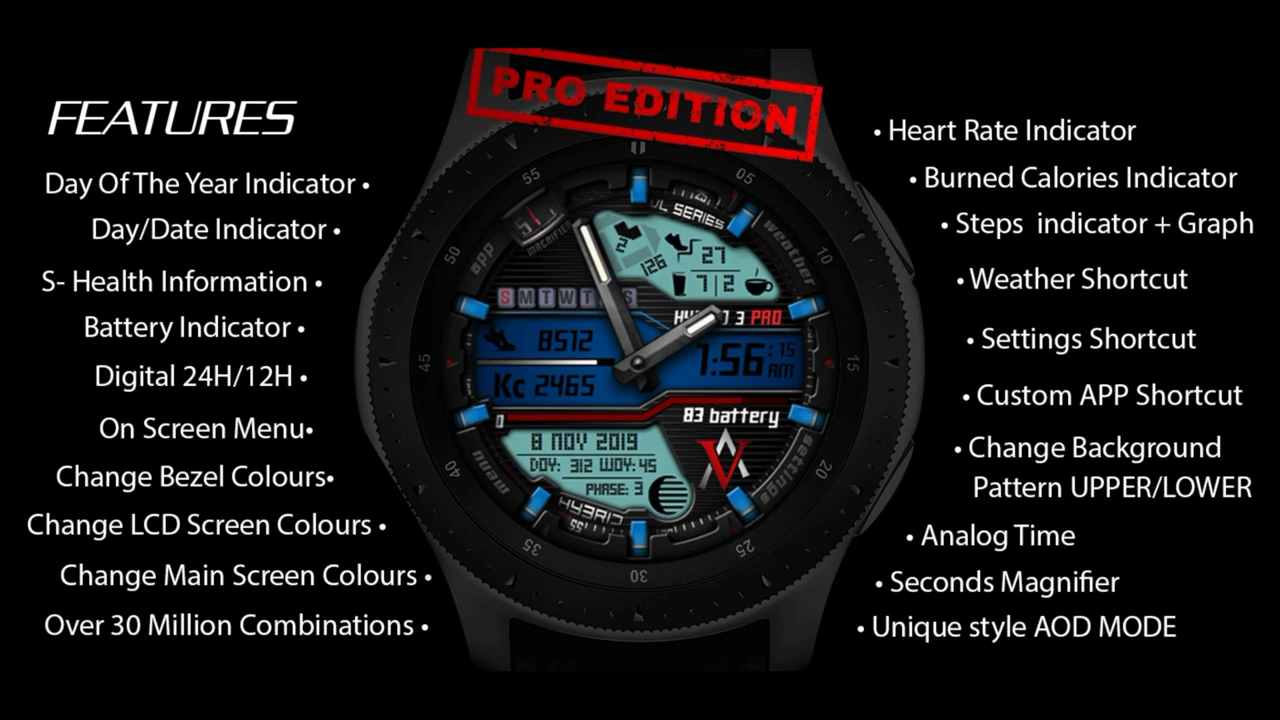 PRO EDITION
FEATURES
Day Of The Year Indicator •
Day/Date Indicator •
S- Health Information •
Battery Indicator •
Digital 24H/12H •
On Screen Menu•
Change Bezel Colours•
Change LCD Screen Colours •
Change Main Screen Colours •
Over 30 Million Combinations •
55
05
50
10
45
15
40
20
35
30
25
app
MAGNIFIER
SERIES
weather
126
27
7|2
S M T W T S
3 PRO
8512
Kc 2465
7:56 :15
AM
0
83 battery
8 NOV 2019
DOY: 312 WOY: 45
PHASE: 3
menu
HYBRID
settings
• Heart Rate Indicator
• Burned Calories Indicator
• Steps indicator + Graph
• Weather Shortcut
• Settings Shortcut
• Custom APP Shortcut
• Change Background
Pattern UPPER/LOWER
• Analog Time
• Seconds Magnifier
• Unique style AOD MODE